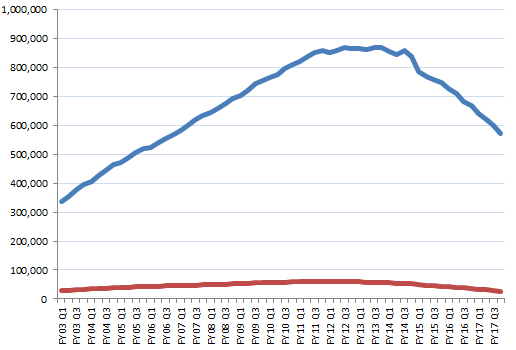 1,000,000
900,000
800,000
700,000
600,000
500,000
400,000
300,000
200,000
100,000
0
FY03 Q1
FY03 Q3
FY04 Q1
FY04 Q3
FY05 Q1
FY05 Q3
FY06 Q1
FY06 Q3
FY07 Q1
FY07 Q3
FY08 Q1
FY08 Q3
FY09 Q1
FY09 Q3
FY10 Q1
FY10 Q3
FY11 Q1
FY11 Q3
FY12 Q1
FY12 Q3
FY13 Q1
FY13 Q3
FY14 Q1
FY14 Q3
FY15 Q1
FY15 Q3
FY16 Q1
FY16 Q3
FY17 Q1
FY17 Q3